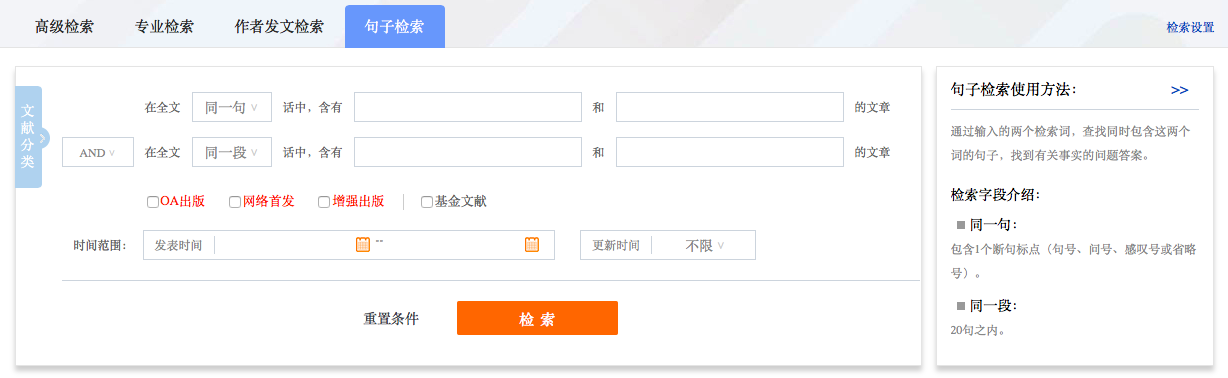 高级检索 专业检索 作者发文检索 句子检索 检索设置
文献分类
在全文 同一句 ∨ 话中，含有 和 的文章
AND ∨ 在全文 同一段 ∨ 话中，含有 和 的文章
OA出版 网络首发 增强出版 基金文献
时间范围： 发表时间 -- 更新时间 不限 ∨
重置条件 检 索
句子检索使用方法： >>
通过输入的两个检索词，查找同时包含这两个
词的句子，找到有关事实的问题答案。
检索字段介绍：
■ 同一句：
包含1个断句标点（句号、问号、感叹号或省略
号）。
■ 同一段：
20句之内。